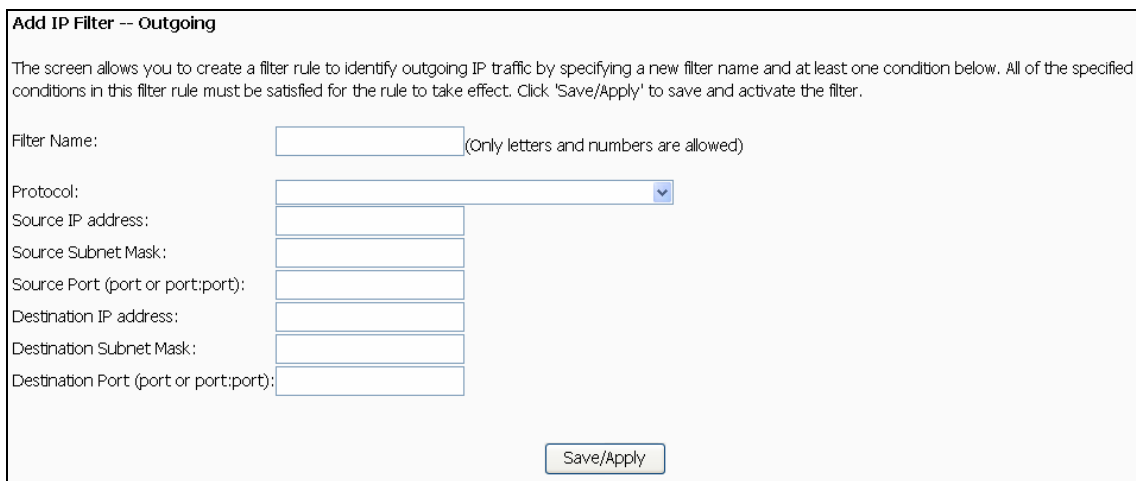 Add IP Filter -- Outgoing
The screen allows you to create a filter rule to identify outgoing IP traffic by specifying a new filter name and at least one condition below. All of the specified
conditions in this filter rule must be satisfied for the rule to take effect. Click 'Save/Apply' to save and activate the filter.
Filter Name: (Only letters and numbers are allowed)
Protocol:
Source IP address:
Source Subnet Mask:
Source Port (port or port:port):
Destination IP address:
Destination Subnet Mask:
Destination Port (port or port:port):
Save/Apply